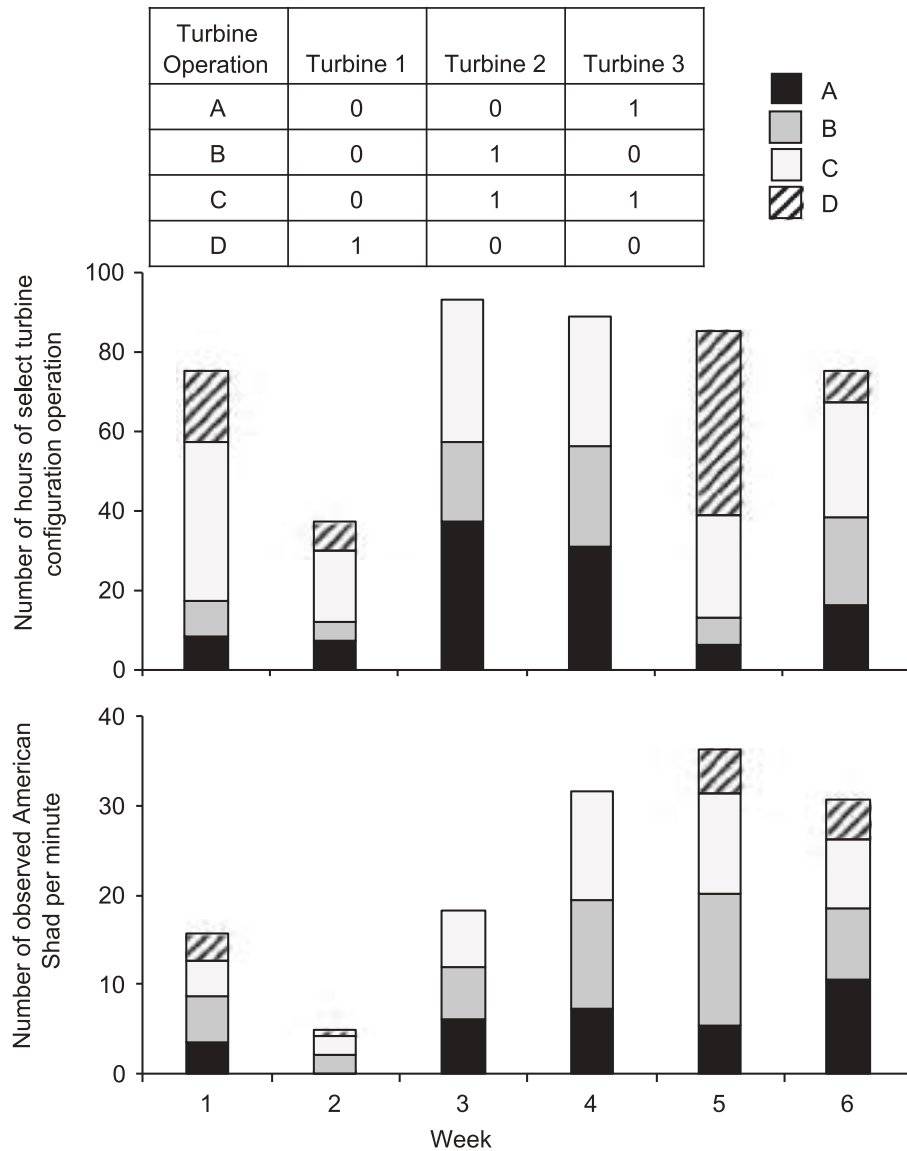 Turbine
Operation Turbine 1 Turbine 2 Turbine 3
A 0 0 1
B 0 1 0
C 0 1 1
D 1 0 0
A
B
C
D
Number of hours of select turbine
configuration operation
100
80
60
40
20
0
Number of observed American
Shad per minute
40
30
20
10
0
1 2 3 4 5 6
Week